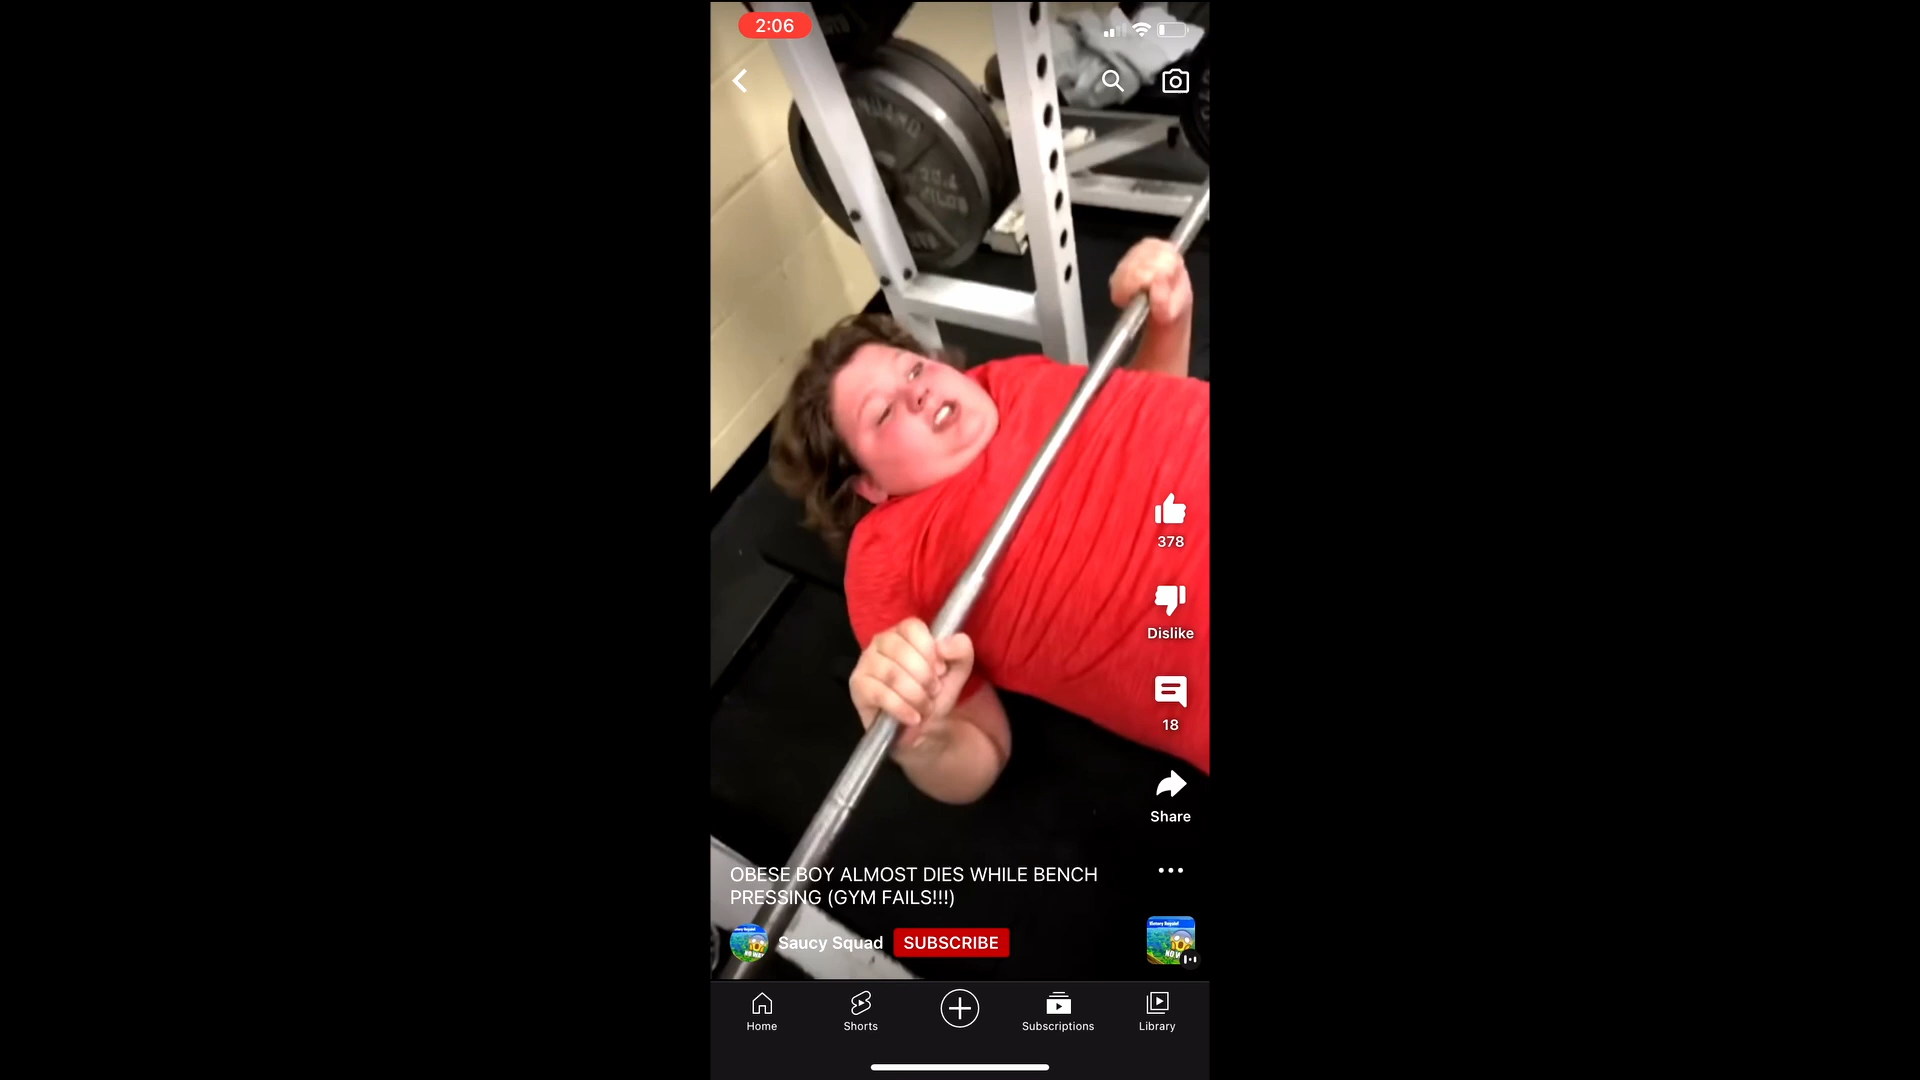 2:06
378
Dislike
18
Share
OBESE BOY ALMOST DIES WHILE BENCH
PRESSING (GYM FAILS!!!)
Saucy Squad SUBSCRIBE
Home Shorts Subscriptions Library